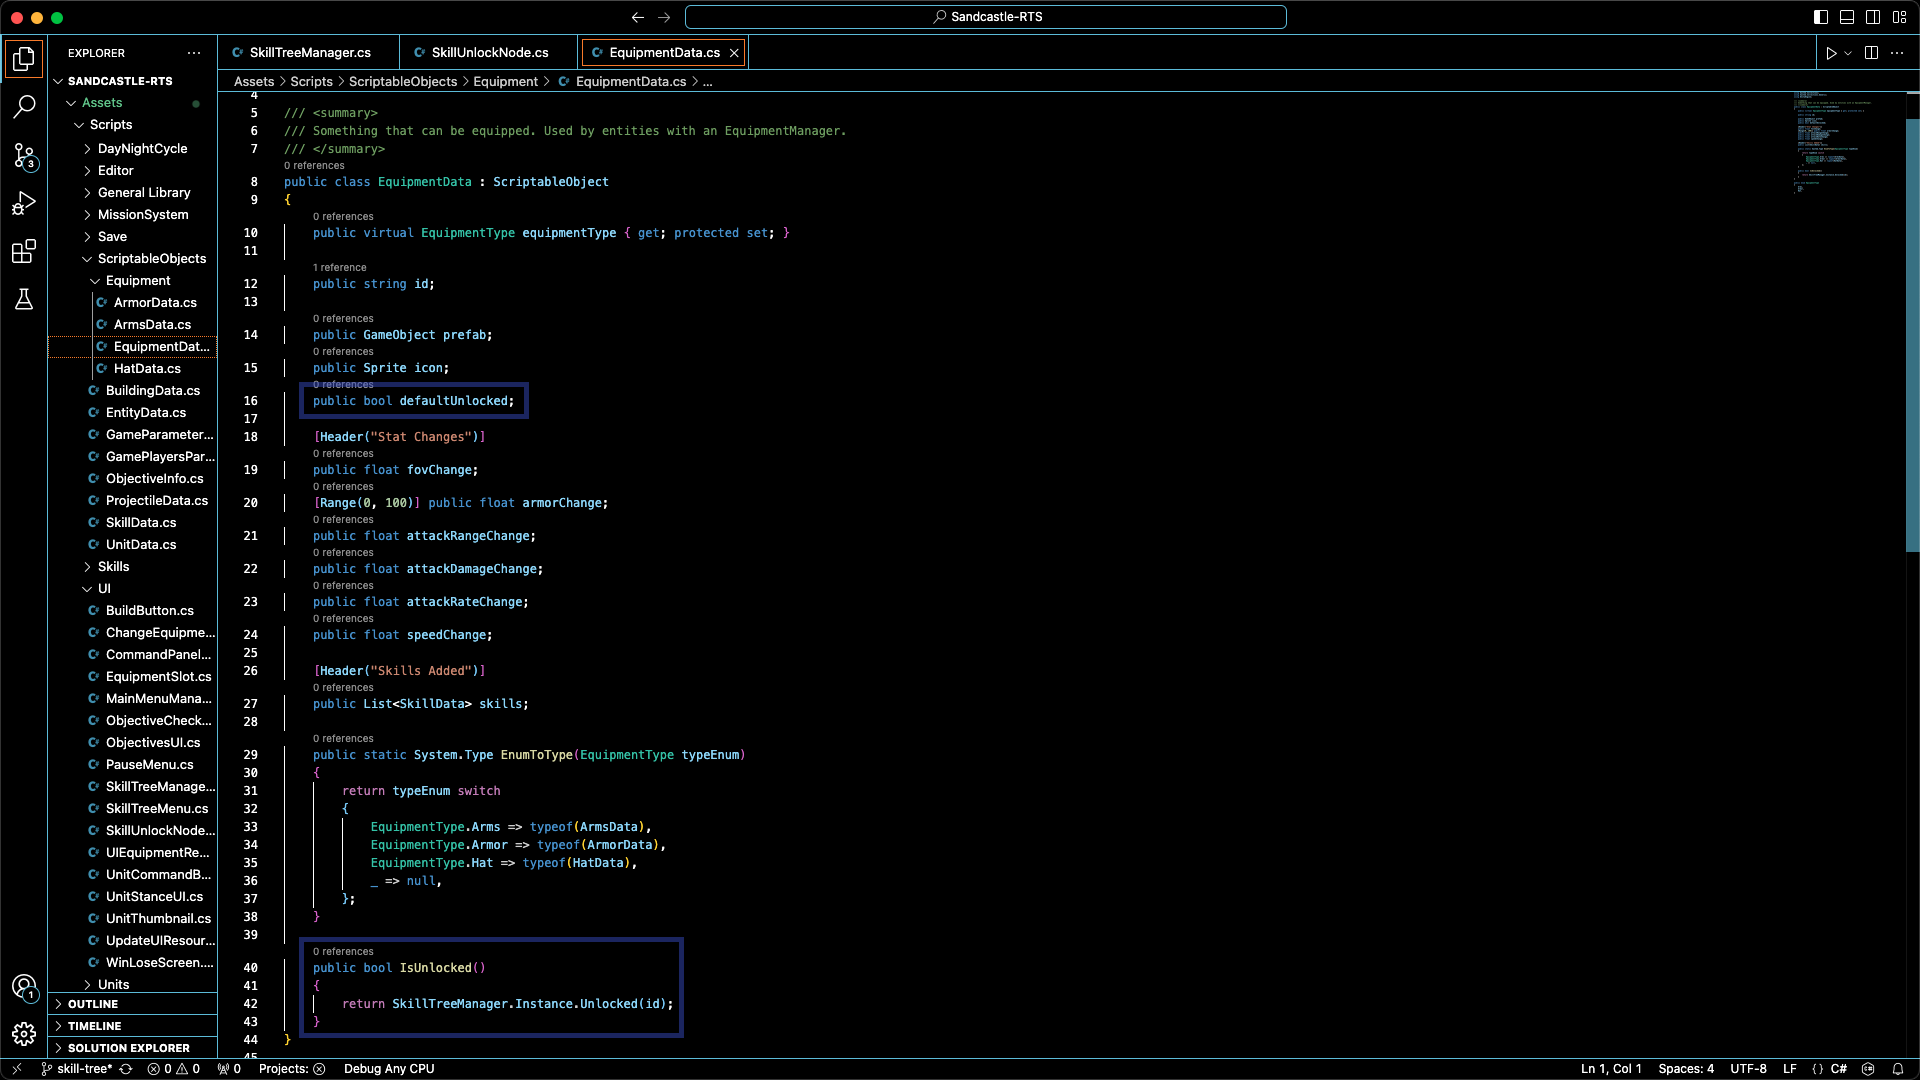 Sandcastle-RTS
EXPLORER
SANDCASTLE-RTS
Assets
Scripts
DayNightCycle
Editor
General Library
MissionSystem
Save
ScriptableObjects
Equipment
ArmorData.cs
ArmsData.cs
EquipmentDat...
HatData.cs
BuildingData.cs
EntityData.cs
GameParameter...
GamePlayersPar...
ObjectiveInfo.cs
ProjectileData.cs
SkillData.cs
UnitData.cs
Skills
UI
BuildButton.cs
ChangeEquipme...
CommandPanel...
EquipmentSlot.cs
MainMenuMana...
ObjectiveCheck...
ObjectivesUI.cs
PauseMenu.cs
SkillTreeManage...
SkillTreeMenu.cs
SkillUnlockNode...
UIEquipmentRe...
UnitCommandB...
UnitStanceUI.cs
UnitThumbnail.cs
UpdateUIResour...
WinLoseScreen....
Units
OUTLINE
TIMELINE
SOLUTION EXPLORER
3
1
SkillTreeManager.cs
SkillUnlockNode.cs
EquipmentData.cs
Assets > Scripts > ScriptableObjects > Equipment > EquipmentData.cs > ...
4
5 /// <summary>
6 /// Something that can be equipped. Used by entities with an EquipmentManager.
7 /// </summary>
0 references
8 public class EquipmentData : ScriptableObject
9 {
0 references
10 public virtual EquipmentType equipmentType { get; protected set; }
11
1 reference
12 public string id;
13
0 references
14 public GameObject prefab;
0 references
15 public Sprite icon;
0 references
16 public bool defaultUnlocked;
17
18 [Header("Stat Changes")]
0 references
19 public float fovChange;
0 references
20 [Range(0, 100)] public float armorChange;
0 references
21 public float attackRangeChange;
0 references
22 public float attackDamageChange;
0 references
23 public float attackRateChange;
0 references
24 public float speedChange;
25
26 [Header("Skills Added")]
0 references
27 public List<SkillData> skills;
28
0 references
29 public static System.Type EnumToType(EquipmentType typeEnum)
30 {
31 return typeEnum switch
32 {
33 EquipmentType.Arms => typeof(ArmsData),
34 EquipmentType.Armor => typeof(ArmorData),
35 EquipmentType.Hat => typeof(HatData),
36 _ => null,
37 };
38 }
39
0 references
40 public bool IsUnlocked()
41 {
42 return SkillTreeManager.Instance.Unlocked(id);
43 }
44 }
45
skill-tree* 0 0 0 Projects: Debug Any CPU
Ln 1, Col 1 Spaces: 4 UTF-8 LF {} C#